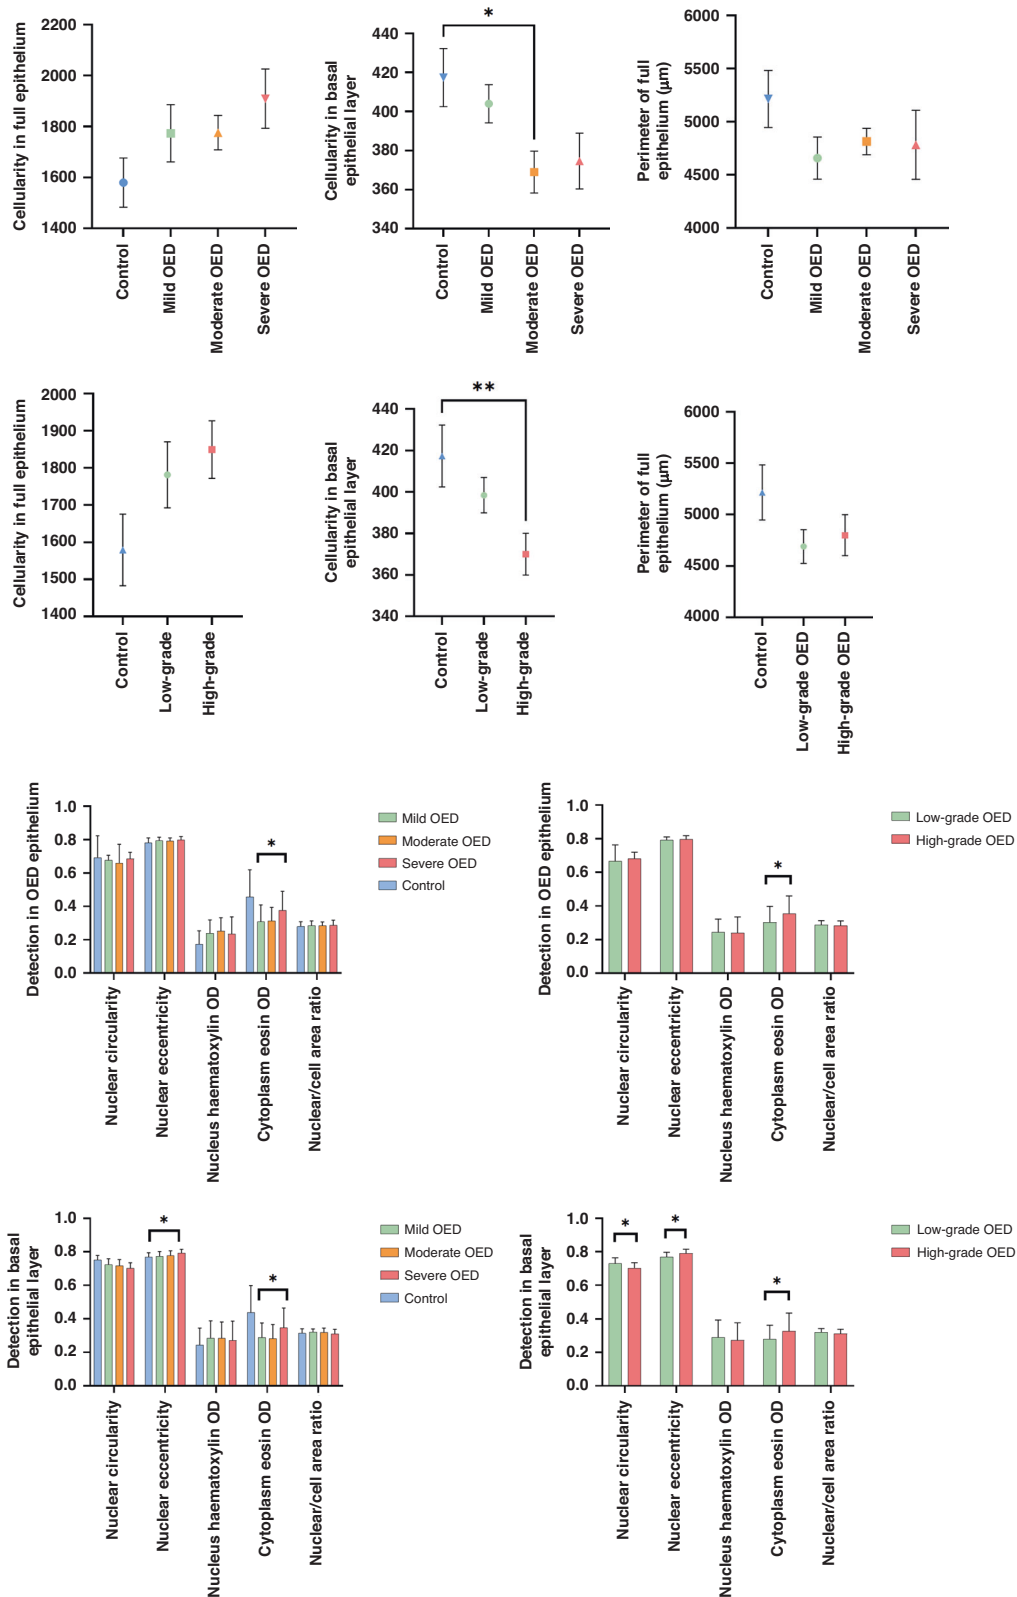 Cellularity in full epithelium
2200
2000
1800
1600
1400
Control
Mild OED
Moderate OED
Severe OED
Cellularity in basal
epithelial layer
440
420
400
380
360
340
*
Control
Mild OED
Moderate OED
Severe OED
Perimeter of full
epithelium (μm)
6000
5500
5000
4500
4000
Control
Mild OED
Moderate OED
Severe OED
Cellularity in full epithelium
2000
1900
1800
1700
1600
1500
1400
Control
Low-grade
High-grade
Cellularity in basal
epithelial layer
440
420
400
380
360
340
**
Control
Low-grade
High-grade
Perimeter of full
epithelium (μm)
6000
5500
5000
4500
4000
Control
Low-grade OED
High-grade OED
Detection in OED epithelium
1.0
0.8
0.6
0.4
0.2
0.0
*
Nuclear circularity
Nuclear eccentricity
Nucleus haematoxylin OD
Cytoplasm eosin OD
Nuclear/cell area ratio
Mild OED
Moderate OED
Severe OED
Control
Detection in OED epithelium
1.0
0.8
0.6
0.4
0.2
0.0
*
Nuclear circularity
Nuclear eccentricity
Nucleus haematoxylin OD
Cytoplasm eosin OD
Nuclear/cell area ratio
Low-grade OED
High-grade OED
Detection in basal
epithelial layer
1.0
0.8
0.6
0.4
0.2
0.0
*
*
Nuclear circularity
Nuclear eccentricity
Nucleus haematoxylin OD
Cytoplasm eosin OD
Nuclear/cell area ratio
Mild OED
Moderate OED
Severe OED
Control
Detection in basal
epithelial layer
1.0
0.8
0.6
0.4
0.2
0.0
*
*
*
Nuclear circularity
Nuclear eccentricity
Nucleus haematoxylin OD
Cytoplasm eosin OD
Nuclear/cell area ratio
Low-grade OED
High-grade OED